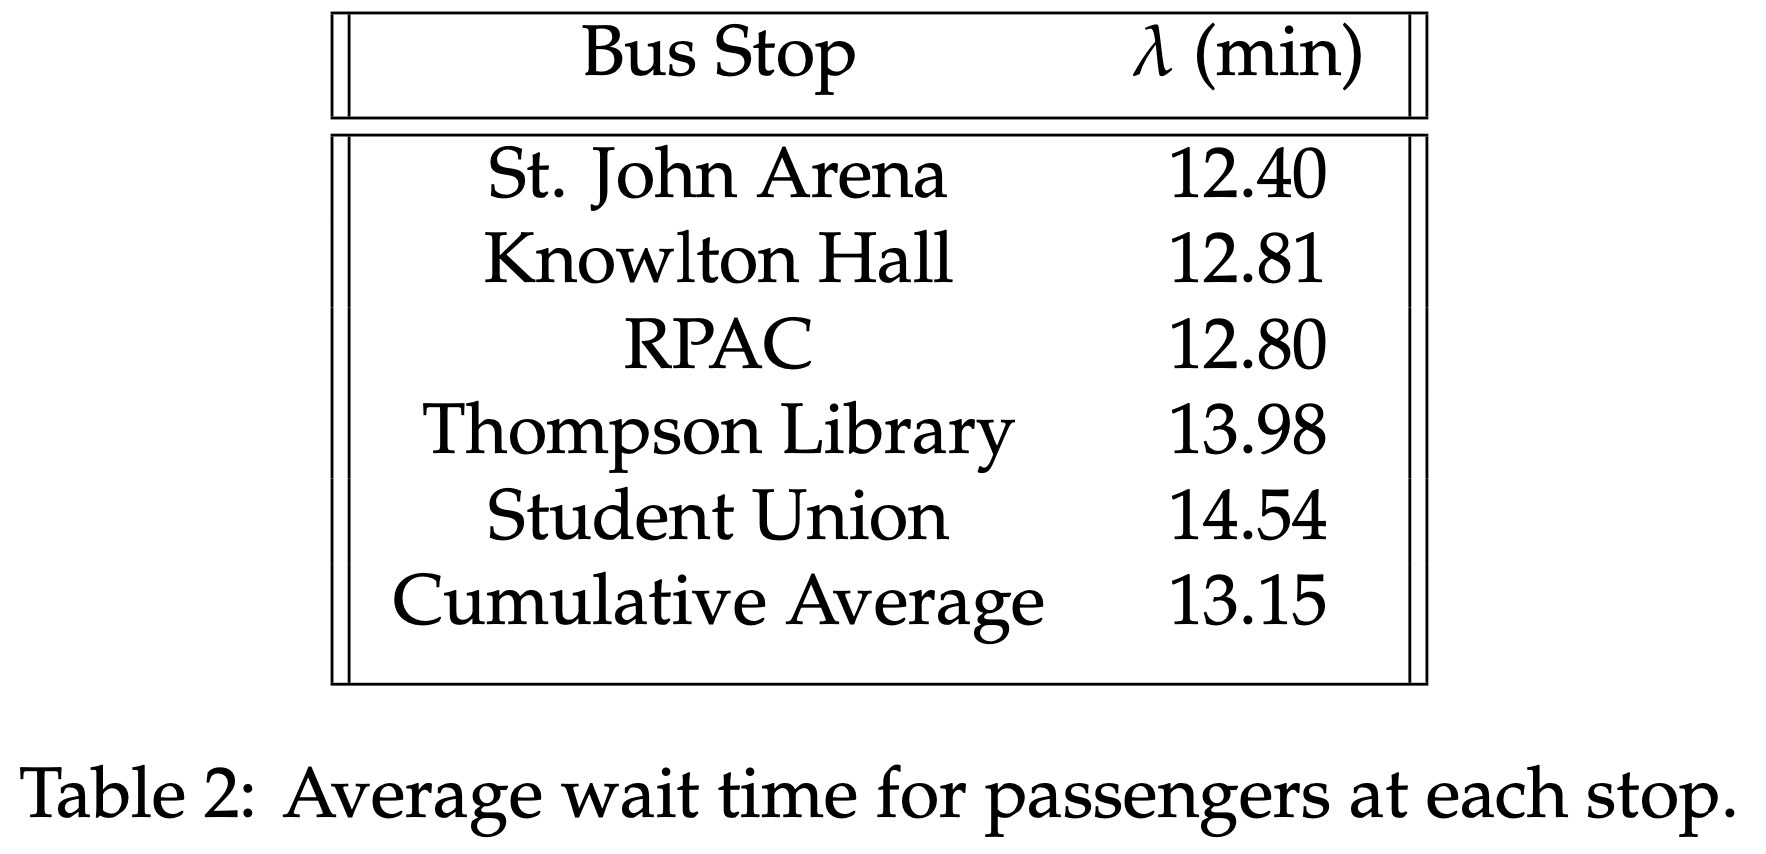 Bus Stop λ (min)
St. John Arena 12.40
Knowlton Hall 12.81
RPAC 12.80
Thompson Library 13.98
Student Union 14.54
Cumulative Average 13.15
Table 2: Average wait time for passengers at each stop.